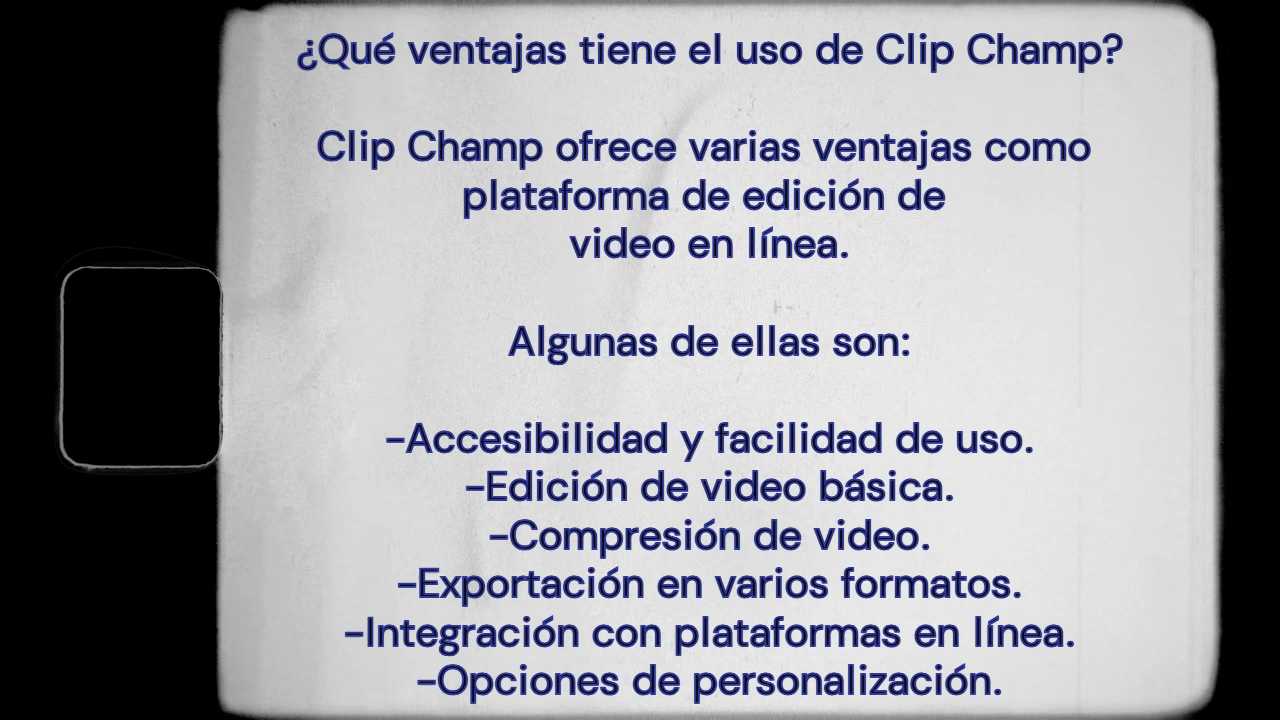 ¿Qué ventajas tiene el uso de Clip Champ?
Clip Champ ofrece varias ventajas como
plataforma de edición de
video en línea.
Algunas de ellas son:
-Accesibilidad y facilidad de uso.
-Edición de video básica.
-Compresión de video.
-Exportación en varios formatos.
-Integración con plataformas en línea.
-Opciones de personalización.